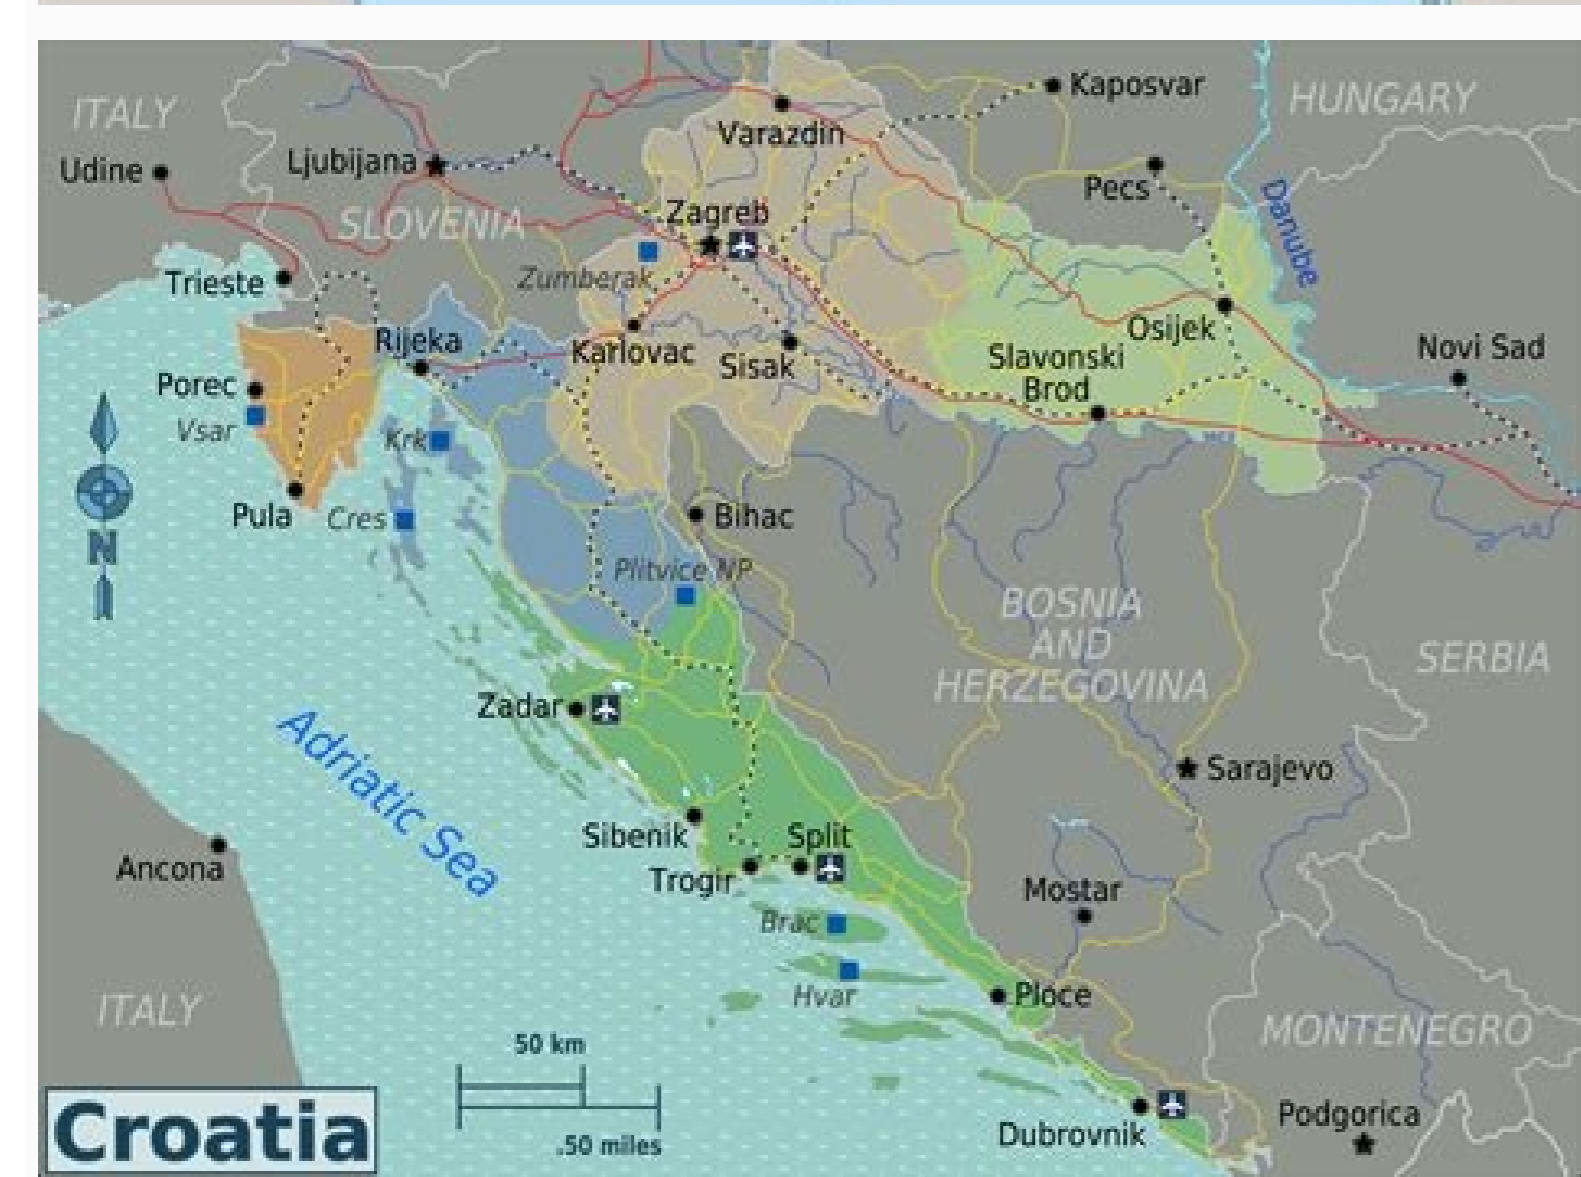 Kaposvar
HUNGARY
ITALY
Varazdin
Udine
Ljubijana
Pecs
SLOVENIA
Zagreb
Danube
Zumberak
Trieste
Rijeka
Karlovac
Sisak
Osijek
Slavonski
Brod
Novi Sad
Porec
Vsar
Krk
Pula
Cres
Bihac
N
Plitvice NP
BOSNIA
AND
HERZEGOVINA
SERBIA
Zadar
Adriatic Sea
Sarajevo
Sibenik
Split
Ancona
Trogir
Mostar
Brac
Hvar
Ploce
ITALY
MONTENEGRO
50 km
Croatia
.50 miles
Dubrovnik
Podgorica